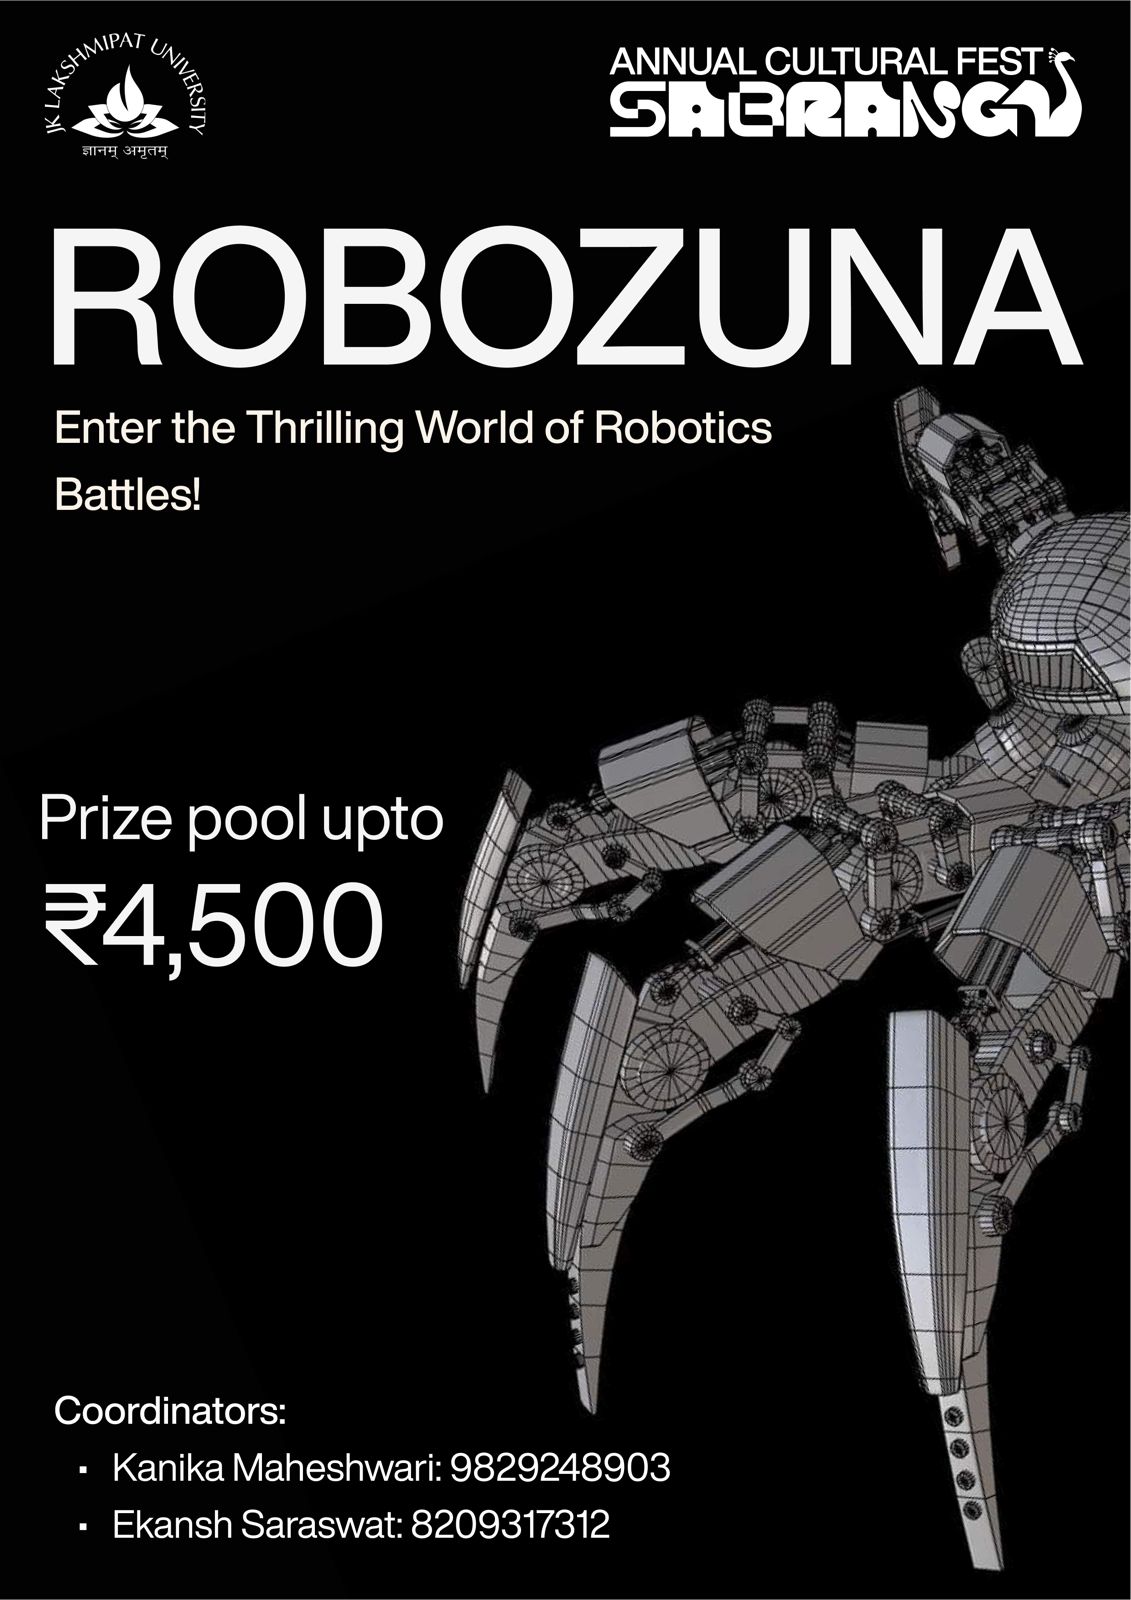 JK LAKSHMIPAT UNIVERSITY
ज्ञानम् अमृतम्
ANNUAL CULTURAL FEST
SABRANG
ROBOZUNA
Enter the Thrilling World of Robotics
Battles!
Prize pool upto
₹4,500
Coordinators:
▪ Kanika Maheshwari: 9829248903
▪ Ekansh Saraswat: 8209317312